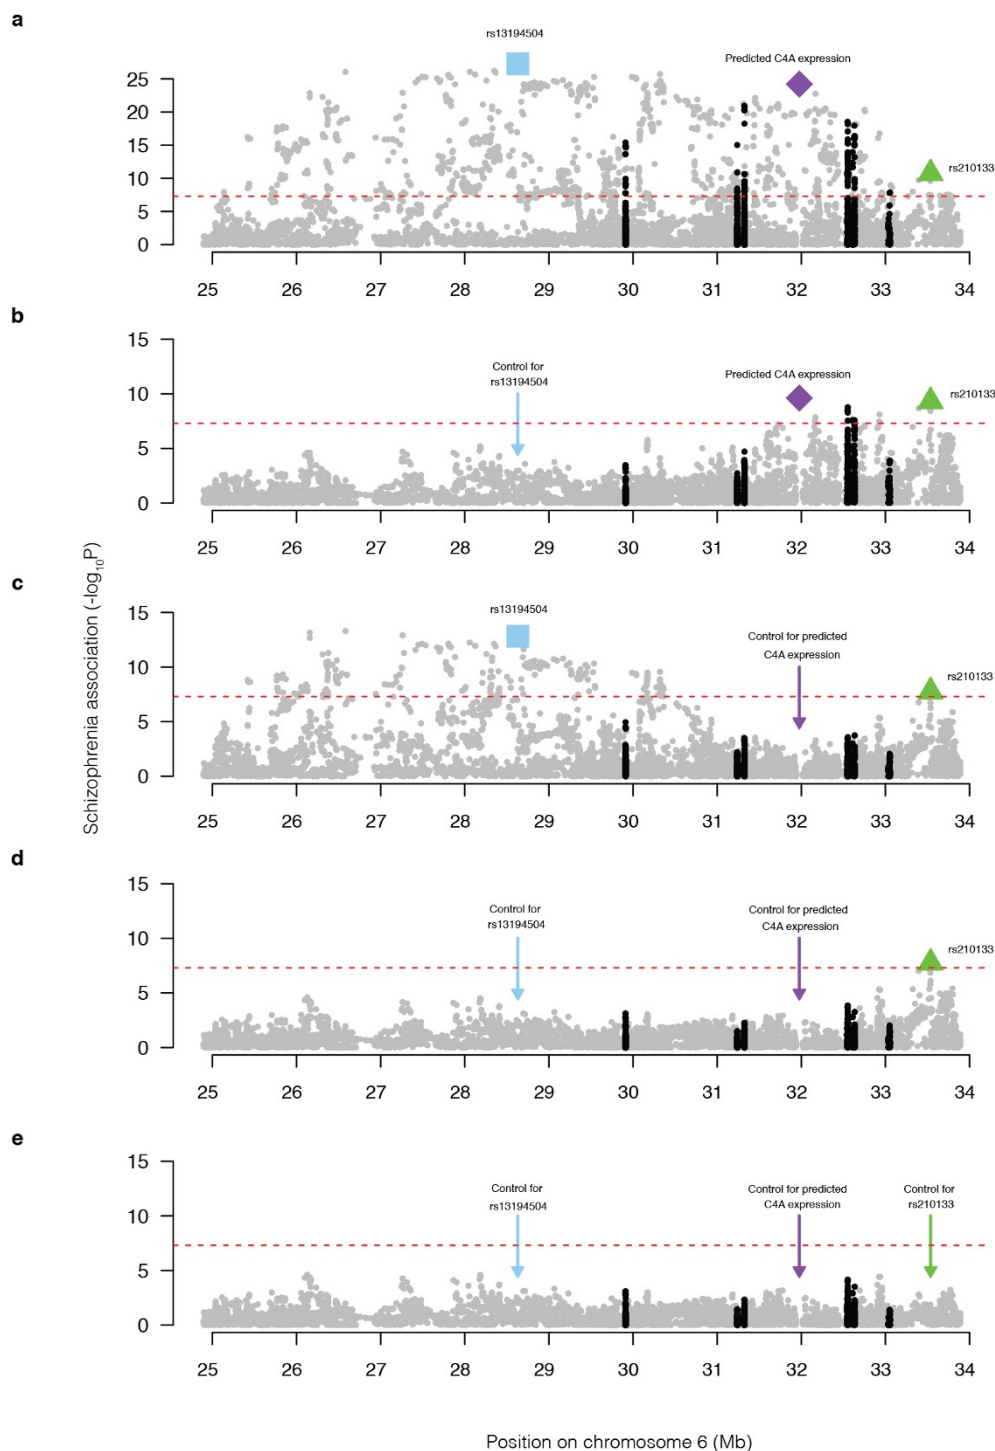 a
rs13194504
Predicted C4A expression
25
20
15
10
5
0
rs210133
25 26 27 28 29 30 31 32 33 34
b
15
10
5
0
Control for
rs13194504
Predicted C4A expression
rs210133
25 26 27 28 29 30 31 32 33 34
Schizophrenia association (-log10P)
c
15
10
5
0
rs13194504
Control for predicted
C4A expression
rs210133
25 26 27 28 29 30 31 32 33 34
d
15
10
5
0
Control for
rs13194504
Control for predicted
C4A expression
rs210133
25 26 27 28 29 30 31 32 33 34
e
15
10
5
0
Control for
rs13194504
Control for predicted
C4A expression
Control for
rs210133
25 26 27 28 29 30 31 32 33 34
Position on chromosome 6 (Mb)